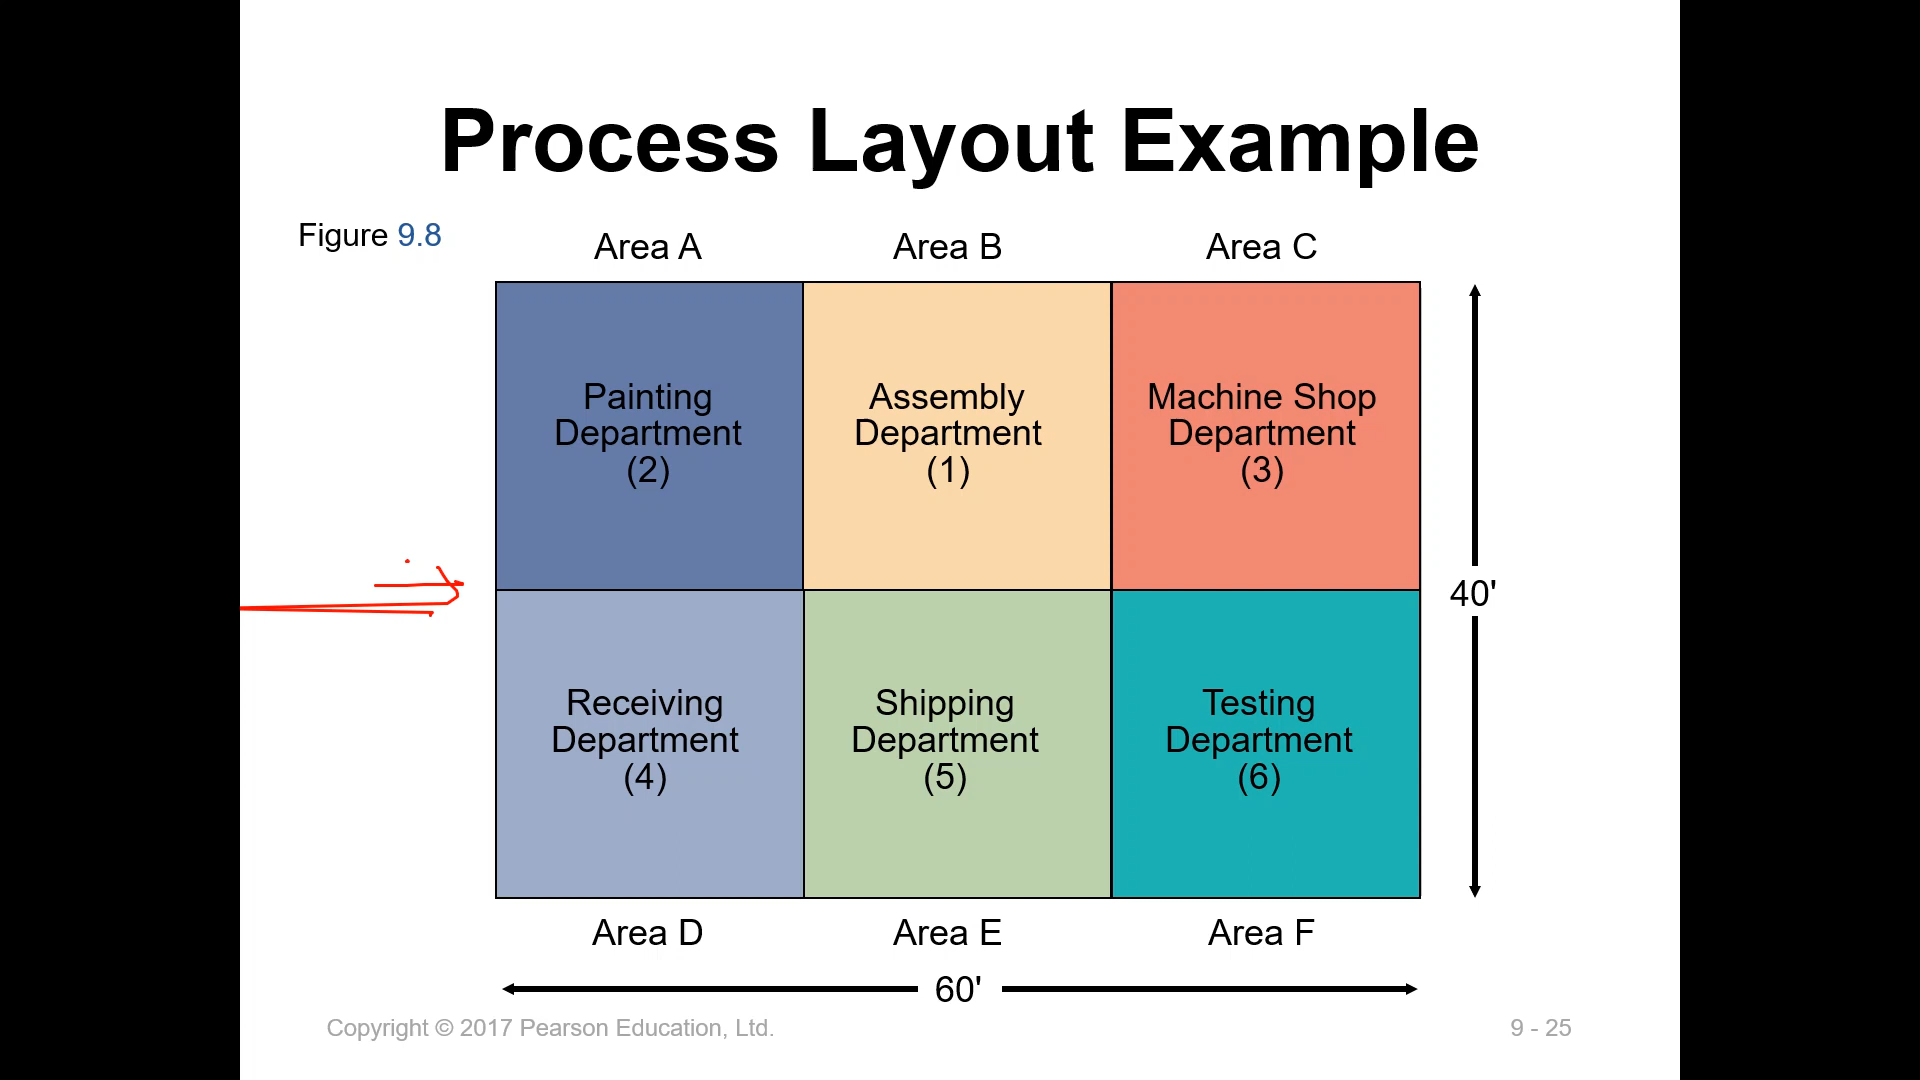 Process Layout Example
Figure 9.8
Area A
Area B
Area C
Painting
Department
(2)
Assembly
Department
(1)
Machine Shop
Department
(3)
40'
Receiving
Department
(4)
Shipping
Department
(5)
Testing
Department
(6)
Area D
Area E
Area F
60'
Copyright © 2017 Pearson Education, Ltd.
9 - 25